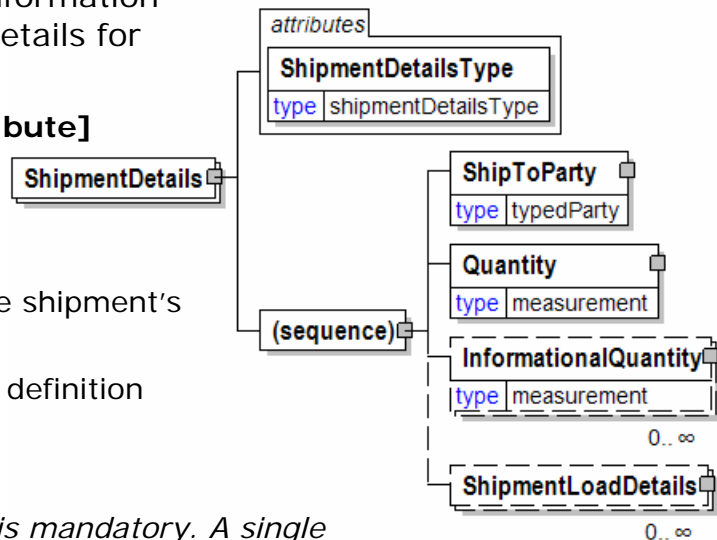 nformation
etails for
bute]
e shipment's
definition
is mandatory. A single
attributes
ShipmentDetailsType
type shipmentDetailsType
ShipmentDetails
(sequence)
ShipToParty
type typedParty
Quantity
type measurement
InformationalQuantity
type measurement
0.. ∞
ShipmentLoadDetails
0.. ∞